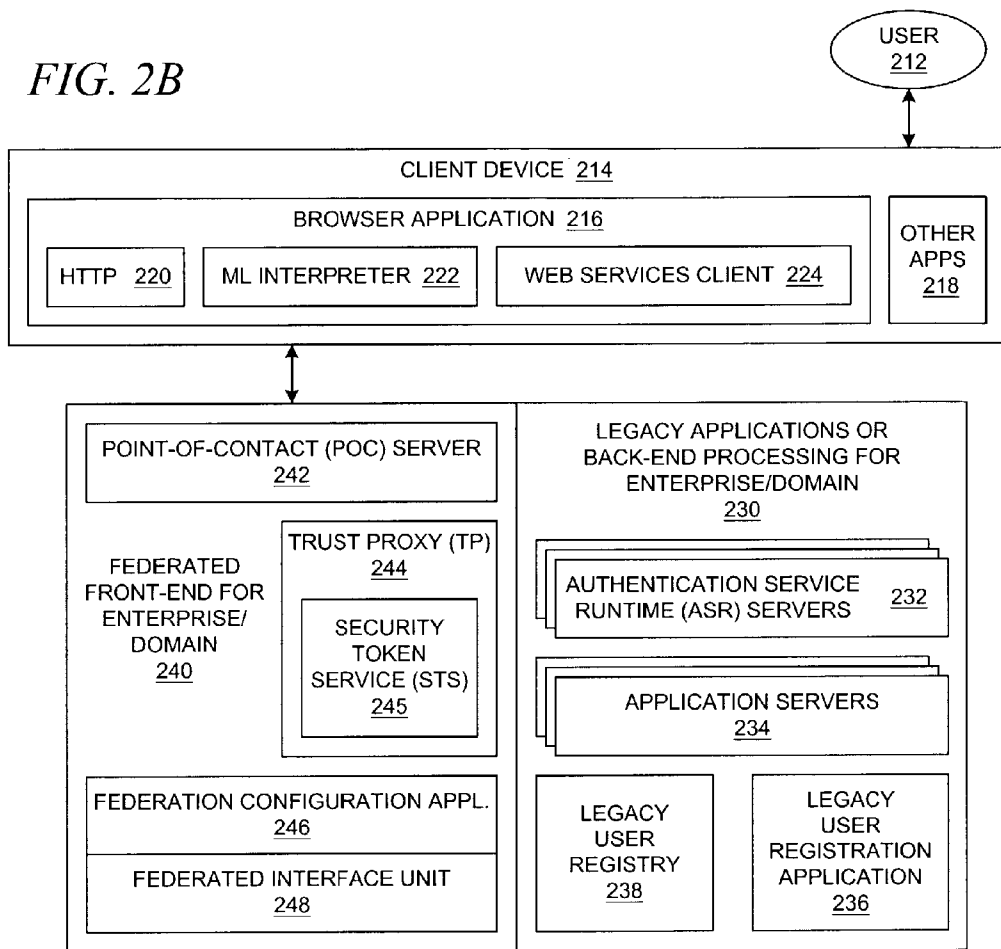 FIG. 2B
USER
212
CLIENT DEVICE 214
BROWSER APPLICATION 216
HTTP 220
ML INTERPRETER 222
WEB SERVICES CLIENT 224
OTHER
APPS
218
POINT-OF-CONTACT (POC) SERVER
242
FEDERATED
FRONT-END FOR
ENTERPRISE/
DOMAIN
240
TRUST PROXY (TP)
244
SECURITY
TOKEN
SERVICE (STS)
245
FEDERATION CONFIGURATION APPL.
246
FEDERATED INTERFACE UNIT
248
LEGACY APPLICATIONS OR
BACK-END PROCESSING FOR
ENTERPRISE/DOMAIN
230
AUTHENTICATION SERVICE
RUNTIME (ASR) SERVERS
232
APPLICATION SERVERS
234
LEGACY
USER
REGISTRY
238
LEGACY
USER
REGISTRATION
APPLICATION
236